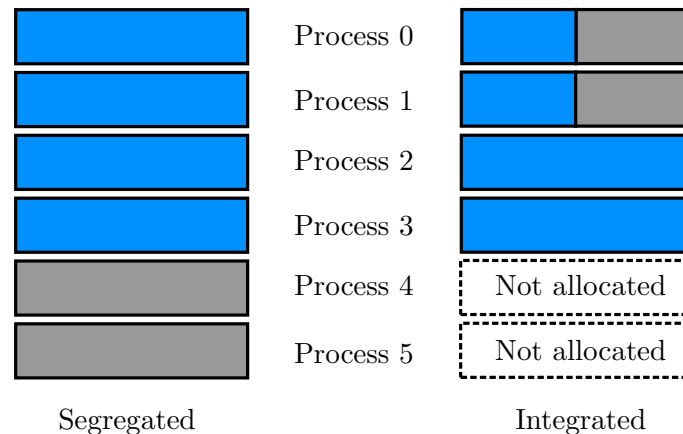 Process 0
Process 1
Process 2
Process 3
Process 4 Not allocated
Process 5 Not allocated
Segregated Integrated